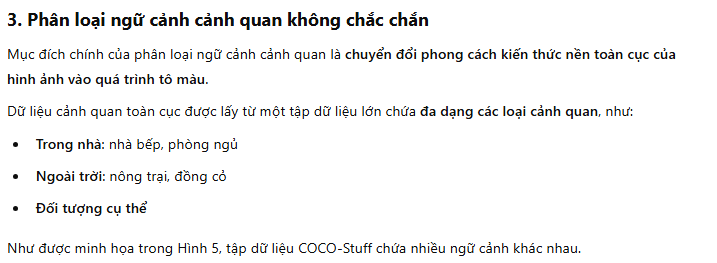 3. Phân loại ngữ cảnh cảnh quan không chắc chắn
Mục đích chính của phân loại ngữ cảnh cảnh quan là chuyển đổi phong cách kiến thức nền toàn cục của
hình ảnh vào quá trình tô màu.
Dữ liệu cảnh quan toàn cục được lấy từ một tập dữ liệu lớn chứa đa dạng các loại cảnh quan, như:
• Trong nhà: nhà bếp, phòng ngủ
• Ngoài trời: nông trại, đồng cỏ
• Đối tượng cụ thể
Như được minh họa trong Hình 5, tập dữ liệu COCO-Stuff chứa nhiều ngữ cảnh khác nhau.